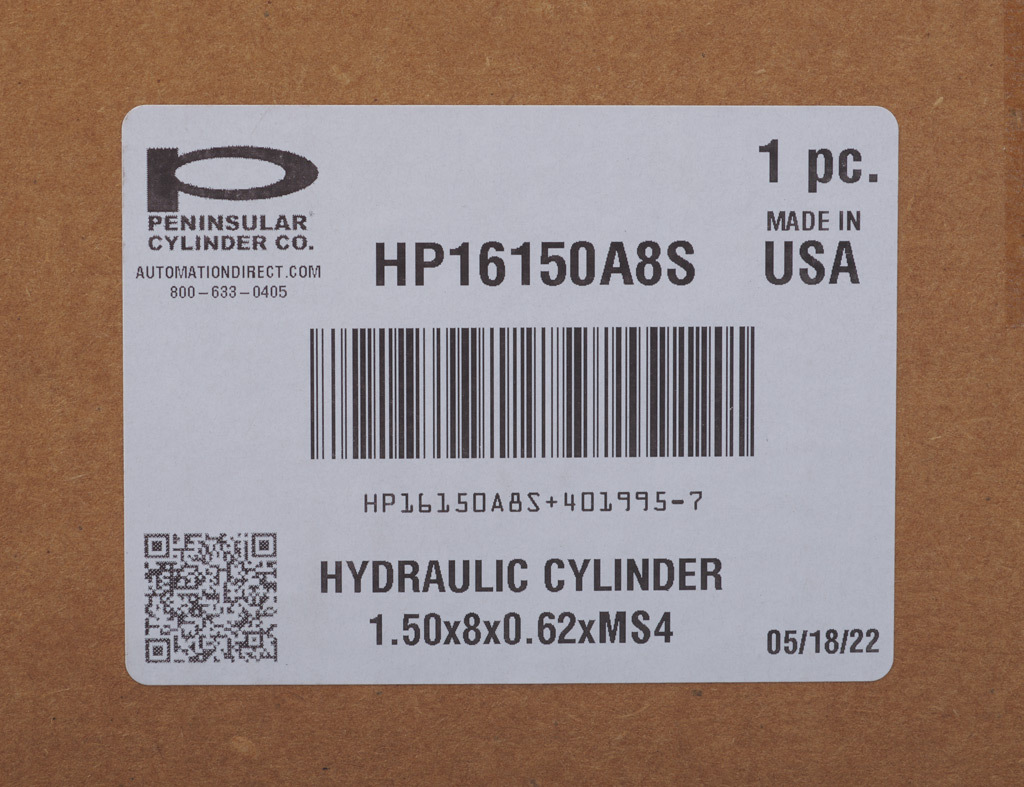 PENINSULAR
CYLINDER CO.
AUTOMATIONDIRECT.COM
800-633-0405
1 pc.
MADE IN
USA
HP16150A8S
HP16150A8S+401995-7
HYDRAULIC CYLINDER
1.50x8x0.62xMS4
05/18/22